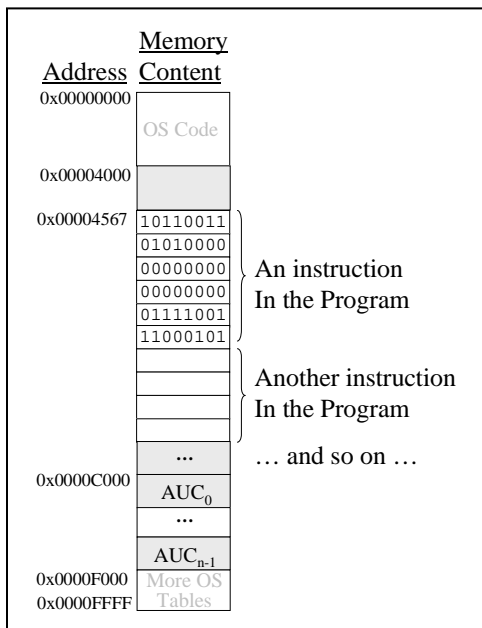 Memory
Address Content
0x00000000
OS Code
0x00004000
0x00004567 10110011
01010000
00000000
00000000
01111001
11000101
An instruction
In the Program
Another instruction
In the Program
...
… and so on …
0x0000C000
AUC0
...
AUCn-1
0x0000F000 More OS
0x0000FFFF Tables